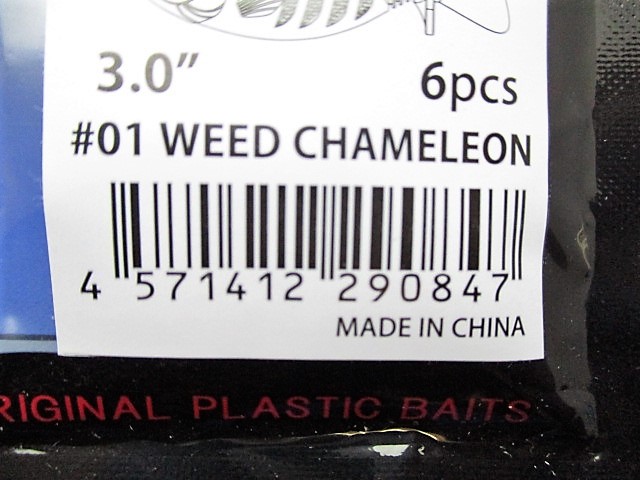 3.0" 6pcs
#01 WEED CHAMELEON
4 571412 290847
MADE IN CHINA
RIGINAL PLASTIC BAITS